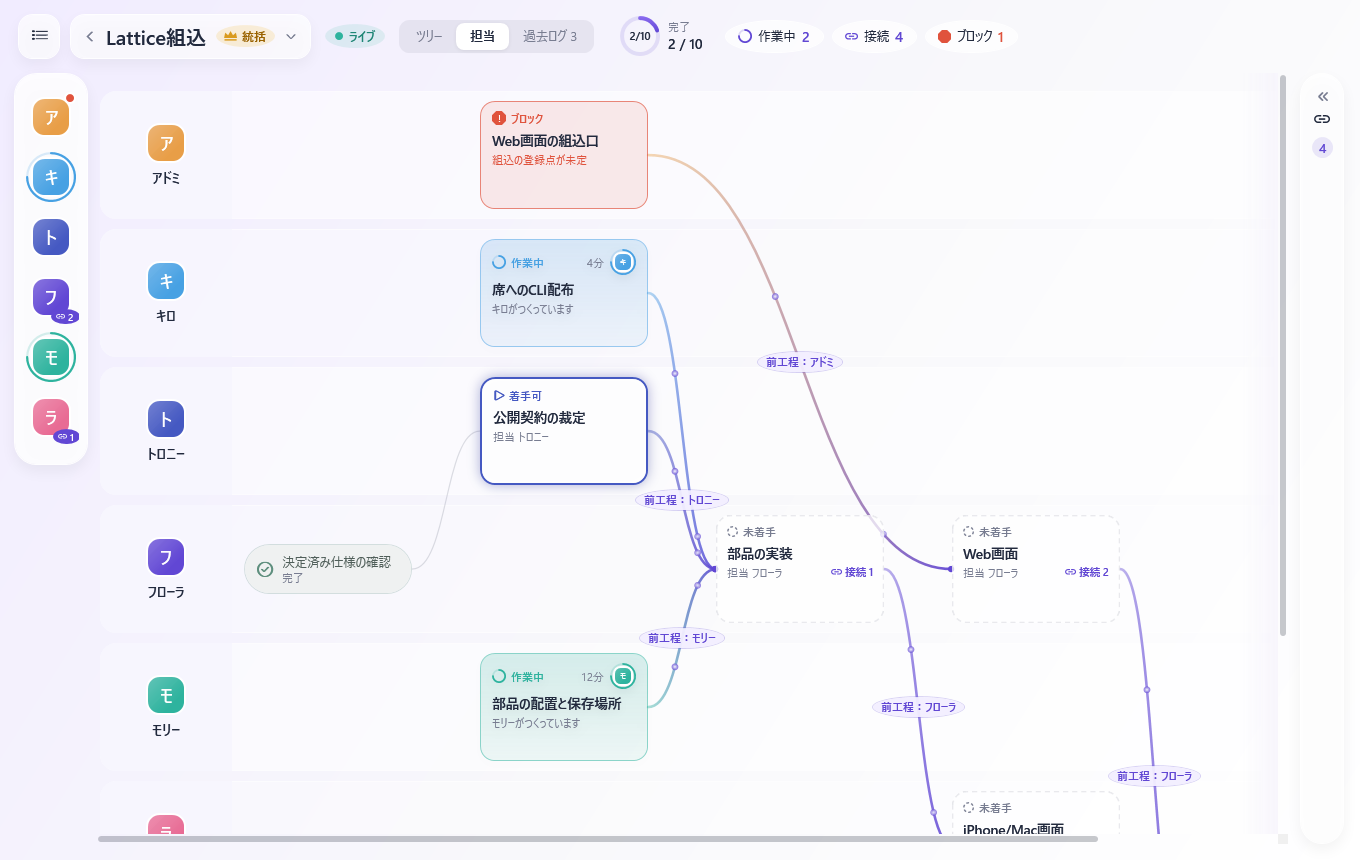 Lattice組込
統括
ライブ
ツリー
担当
過去ログ 3
2/10
完了
2 / 10
作業中 2
接続 4
ブロック 1
ア
キ
ト
フ
2
モ
ラ
1
4
ア
アドミ
ブロック
Web画面の組込口
組込の登録点が未定
前工程：アドミ
キ
キロ
作業中
4分
キ
席へのCLI配布
キロがつくっています
ト
トロニー
着手可
公開契約の裁定
担当 トロニー
前工程：トロニー
フ
フローラ
決定済み仕様の確認
完了
未着手
部品の実装
担当 フローラ
接続 1
未着手
Web画面
担当 フローラ
接続 2
前工程：モリー
モ
モリー
作業中
12分
モ
部品の配置と保存場所
モリーがつくっています
前工程：フローラ
前工程：フローラ
ラ
未着手
iPhone/Mac画面